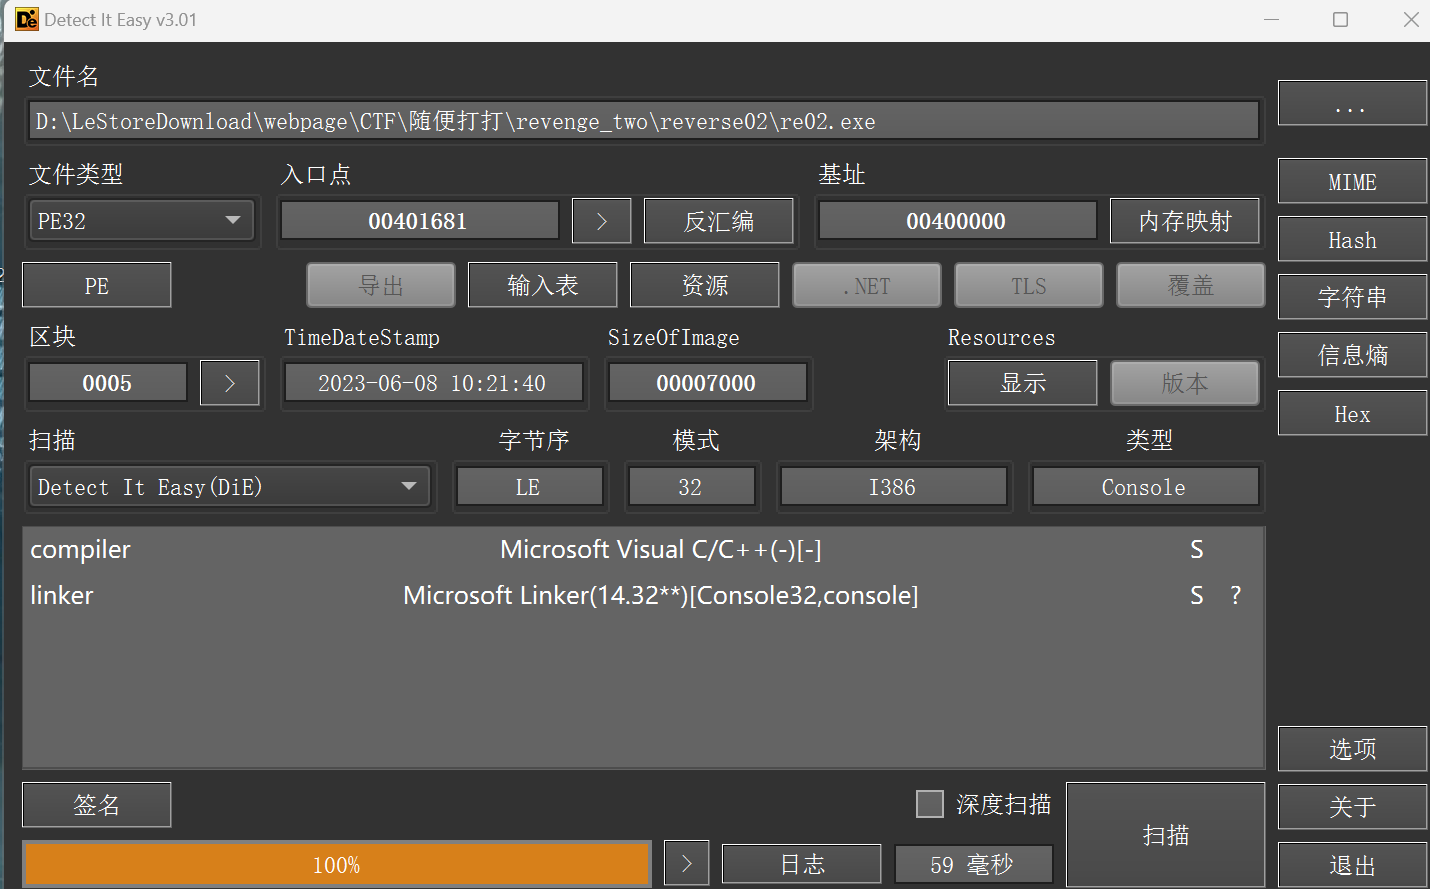 Detect It Easy v3.01
文件名
D:\LeStoreDownload\webpage\CTF\随便打打\revenge_two\reverse02\re02.exe
...
文件类型 入口点 基址
MIME
PE32 00401681 > 反汇编 00400000 内存映射
Hash
PE 导出 输入表 资源 .NET TLS 覆盖
字符串
区块 TimeDateStamp SizeOfImage Resources
信息熵
0005 > 2023-06-08 10:21:40 00007000 显示 版本
Hex
扫描 字节序 模式 架构 类型
Detect It Easy(DiE) LE 32 I386 Console
compiler Microsoft Visual C/C++(-)[-] S
linker Microsoft Linker(14.32**)[Console32,console] S ?
选项
签名 深度扫描 扫描 关于
100% > 日志 59 毫秒 退出